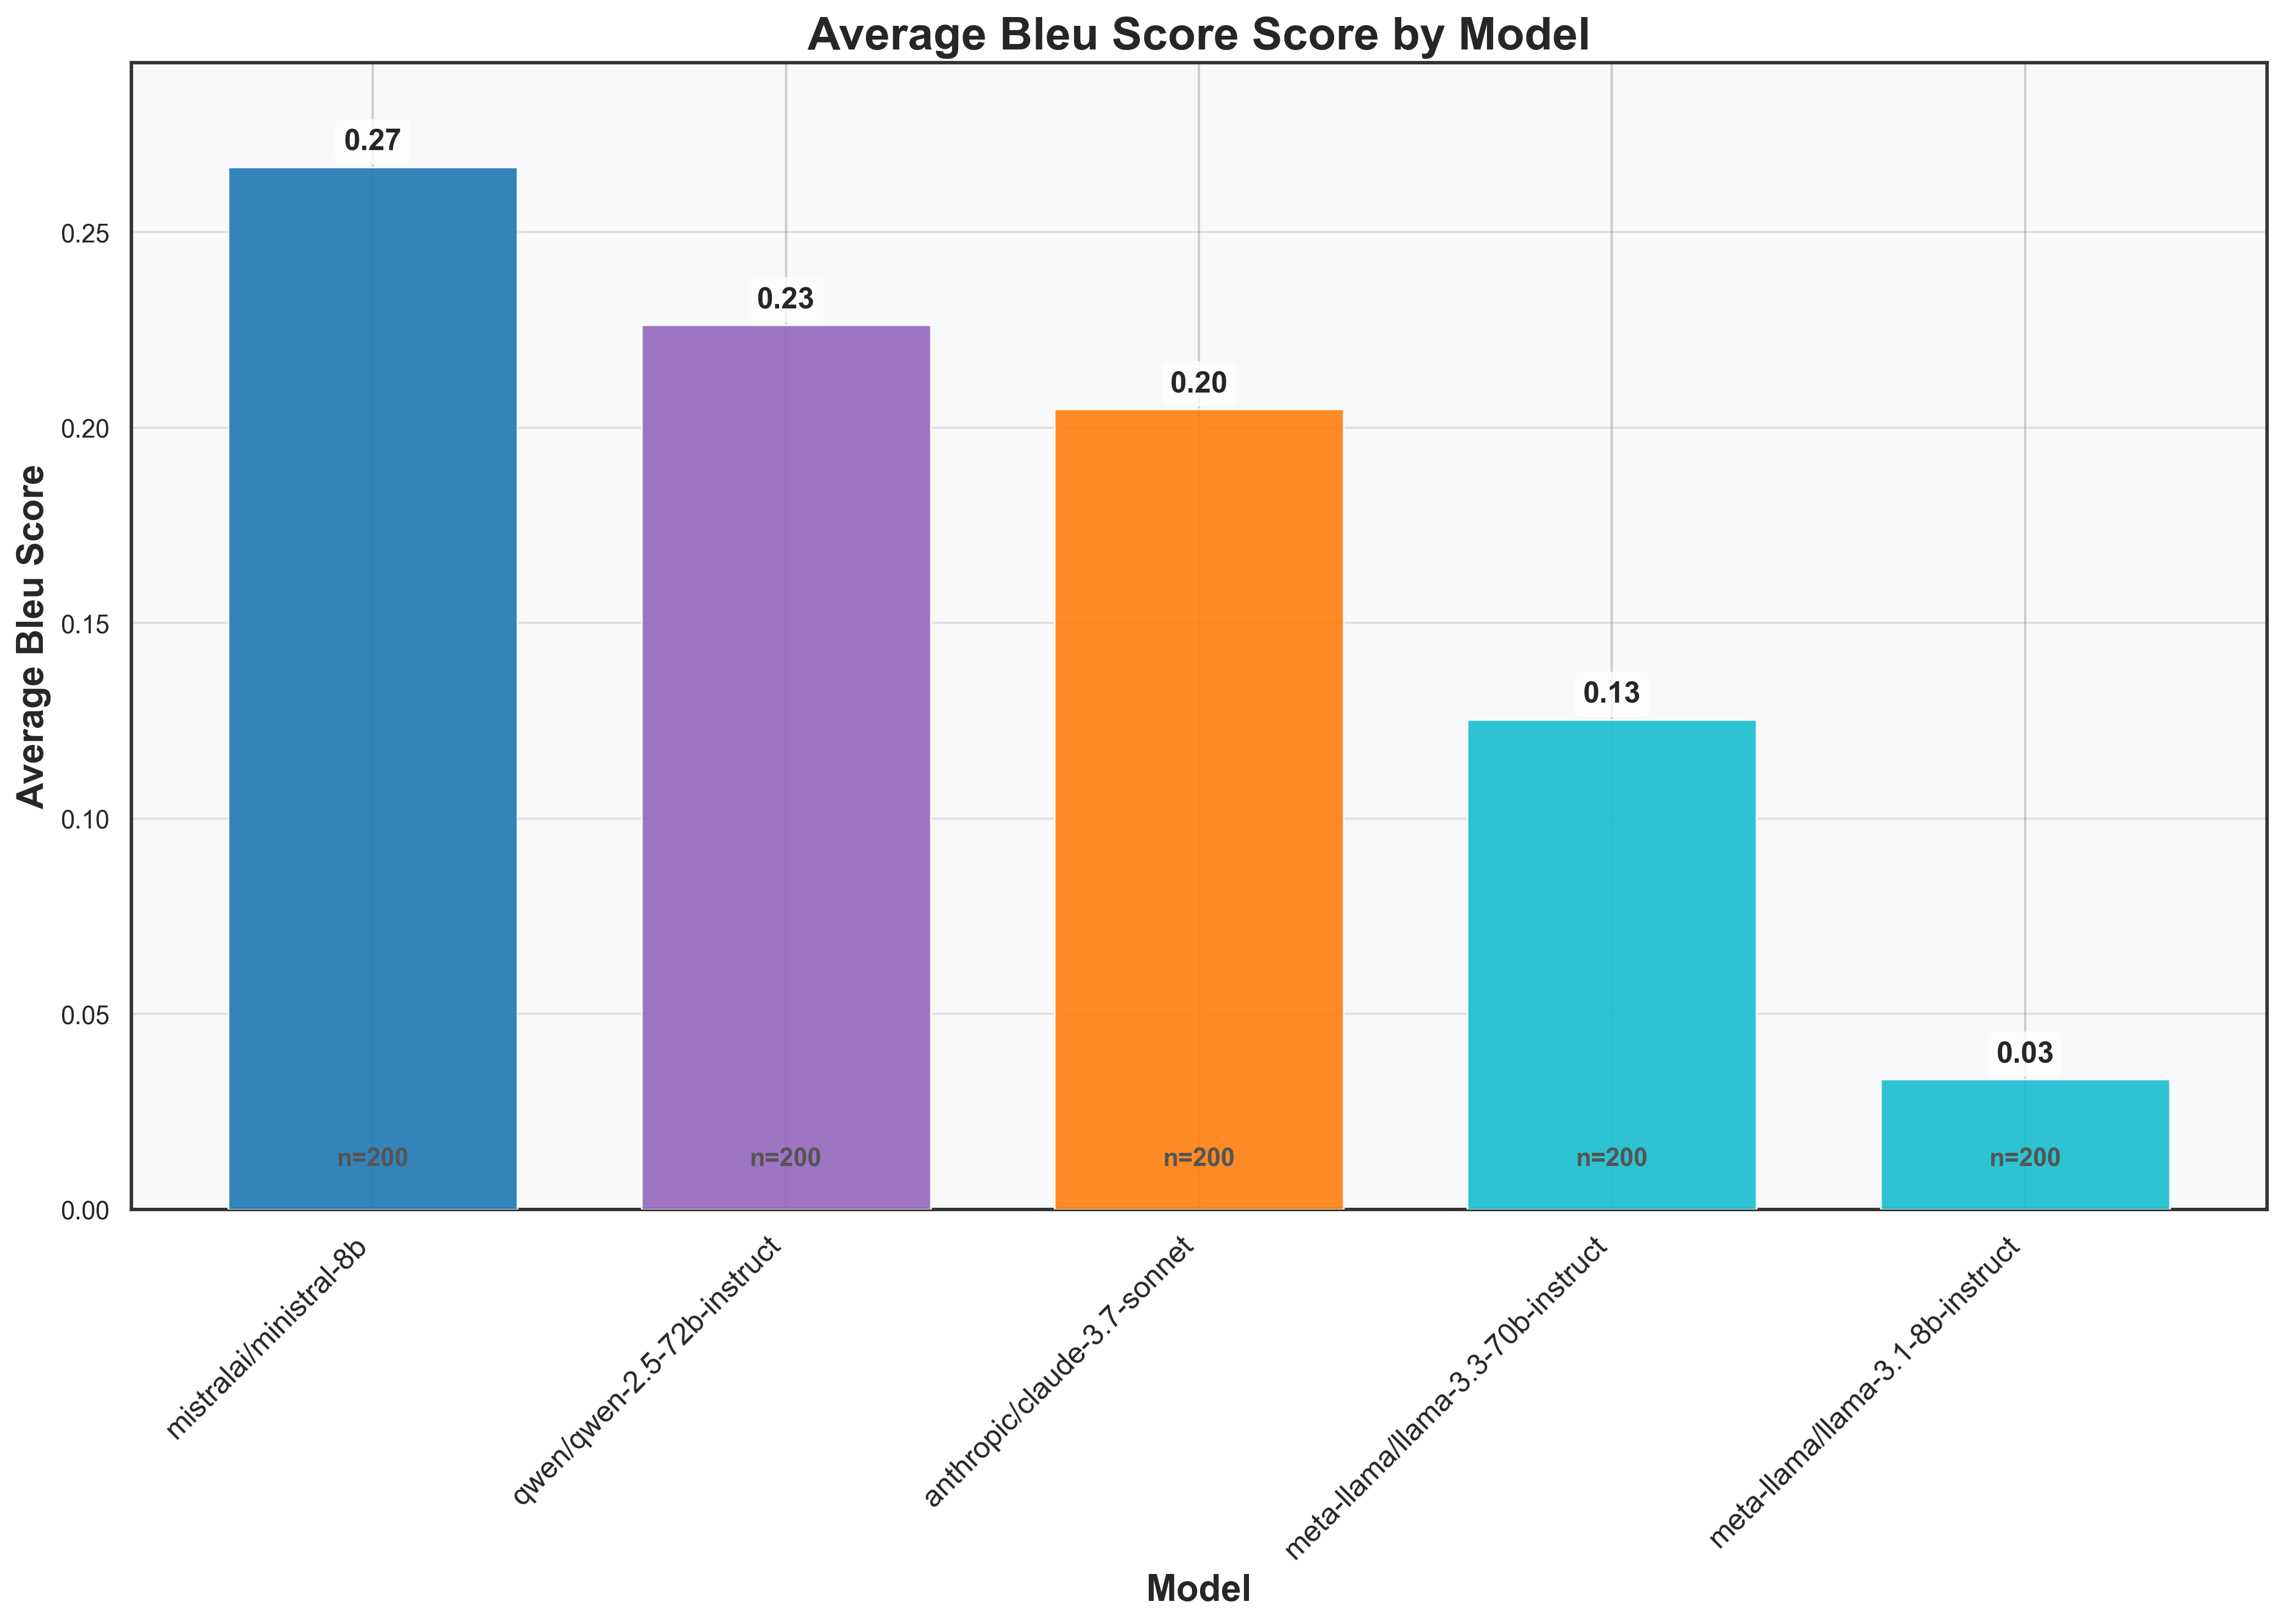 Average Bleu Score Score by Model
Average Bleu Score
0.25
0.20
0.15
0.10
0.05
0.00
0.27
0.23
0.20
0.13
0.03
n=200
n=200
n=200
n=200
n=200
mistralai/ministral-8b
qwen/qwen-2.5-72b-instruct
anthropic/claude-3.7-sonnet
meta-llama/llama-3.3-70b-instruct
meta-llama/llama-3.1-8b-instruct
Model